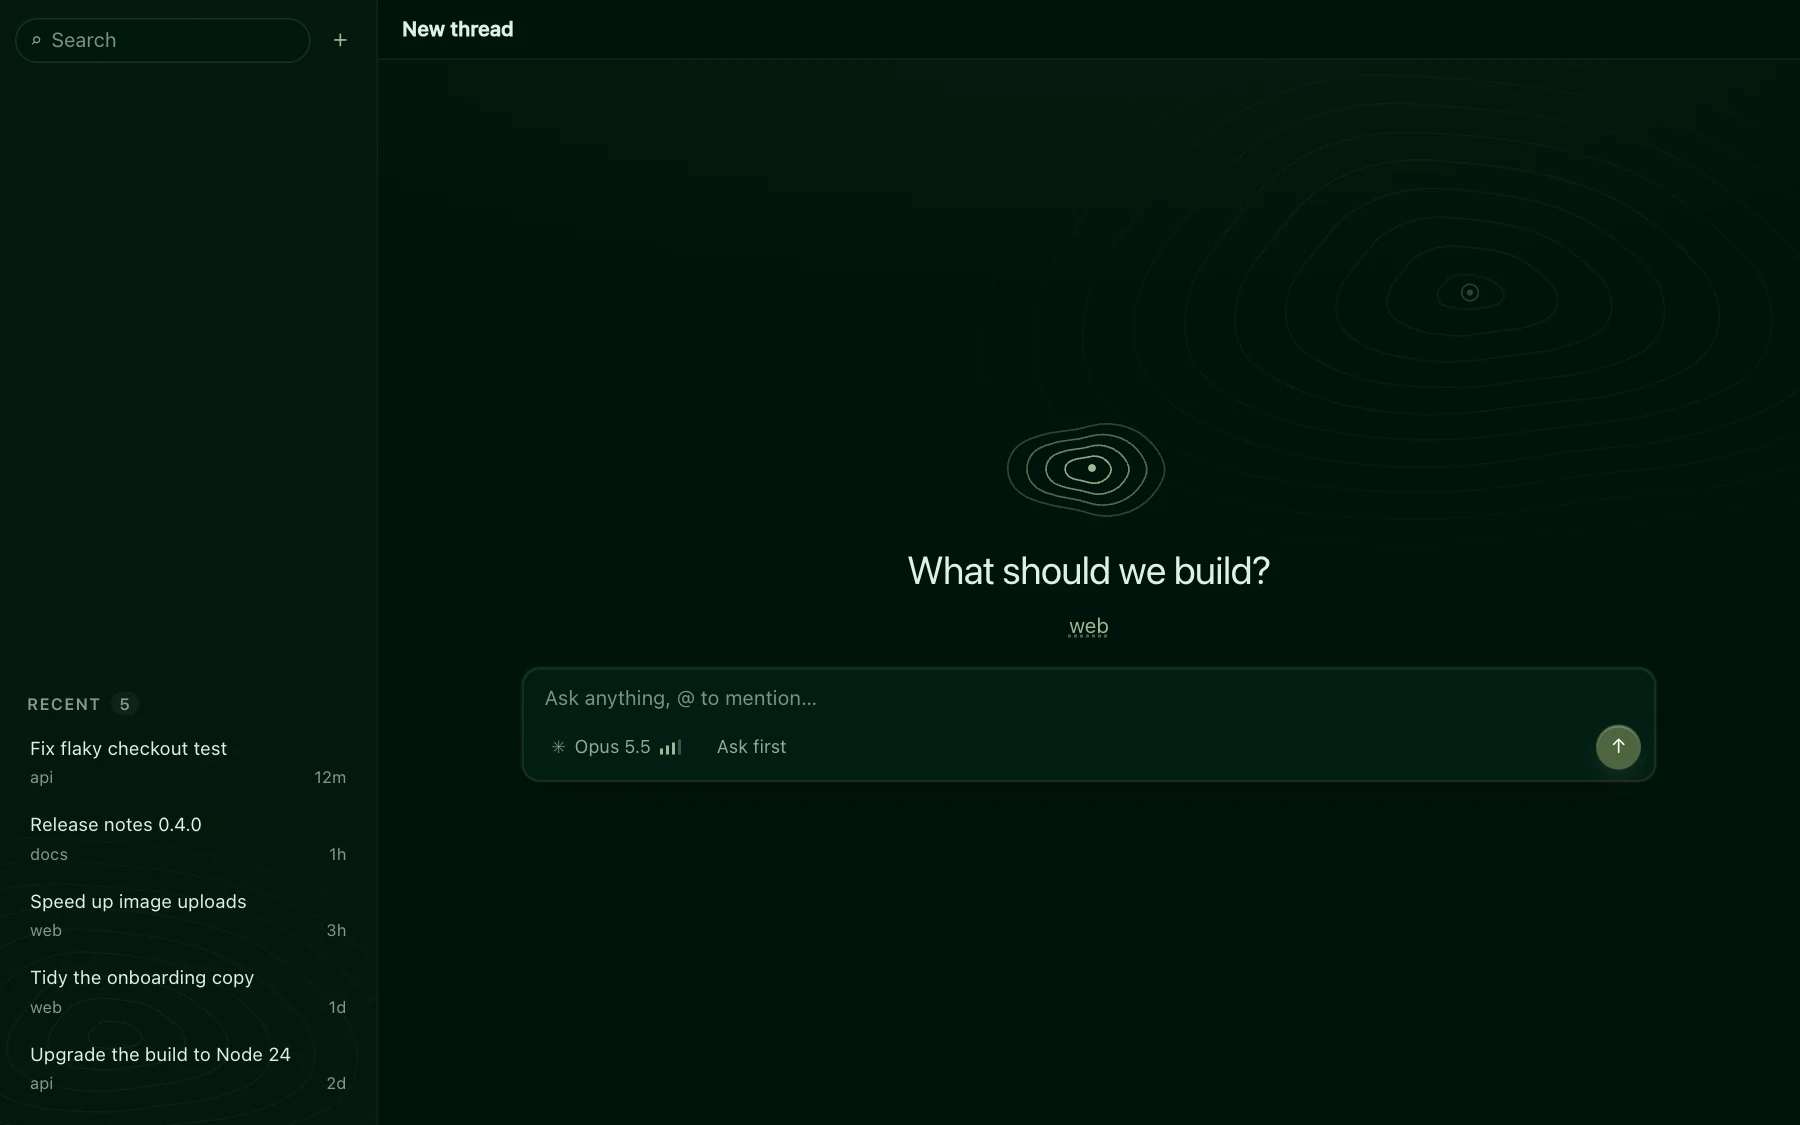 Search
New thread
What should we build?
web
Ask anything, @ to mention...
Opus 5.5
Ask first
RECENT 5
Fix flaky checkout test
api 12m
Release notes 0.4.0
docs 1h
Speed up image uploads
web 3h
Tidy the onboarding copy
web 1d
Upgrade the build to Node 24
api 2d